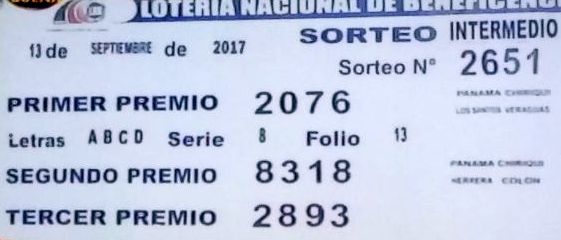 LOTERIA NACIONAL DE BENEFICENC
SORTEO INTERMEDIO
13 de SEPTIEMBRE de 2017
Sorteo N° 2651
PRIMER PREMIO 2076
PANAMA CHIRIQUI
LOS SANTOS VERAGUAS
Letras A B C D Serie 8 Folio 13
SEGUNDO PREMIO 8318
PANAMA CHIRIQUI
HERRERA COLON
TERCER PREMIO 2893